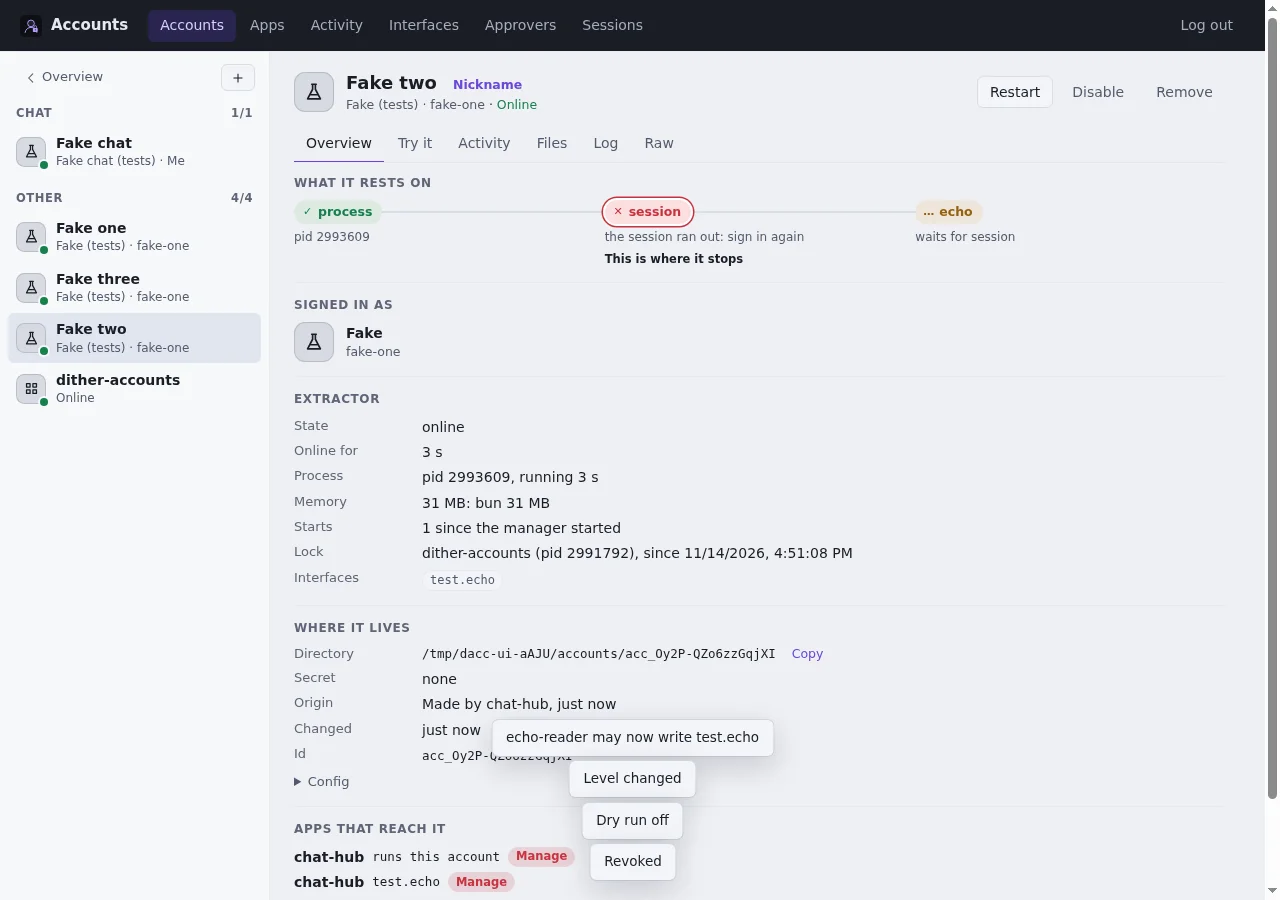 Accounts
Accounts
Apps
Activity
Interfaces
Approvers
Sessions
Log out
Overview
+
CHAT 1/1
Fake chat
Fake chat (tests) · Me
OTHER 4/4
Fake one
Fake (tests) · fake-one
Fake three
Fake (tests) · fake-one
Fake two
Fake (tests) · fake-one
dither-accounts
Online
Fake two Nickname
Fake (tests) · fake-one · Online
Restart
Disable
Remove
Overview
Try it
Activity
Files
Log
Raw
WHAT IT RESTS ON
✓ process
× session
… echo
pid 2993609
the session ran out: sign in again
waits for session
This is where it stops
SIGNED IN AS
Fake
fake-one
EXTRACTOR
State online
Online for 3 s
Process pid 2993609, running 3 s
Memory 31 MB: bun 31 MB
Starts 1 since the manager started
Lock dither-accounts (pid 2991792), since 11/14/2026, 4:51:08 PM
Interfaces test.echo
WHERE IT LIVES
Directory /tmp/dacc-ui-aAJU/accounts/acc_Oy2P-QZo6zzGqjXI Copy
Secret none
Origin Made by chat-hub, just now
Changed just now
echo-reader may now write test.echo
Id acc_Oy2P-QZo6zzGqjXI
Config
Level changed
Dry run off
APPS THAT REACH IT
chat-hub runs this account Manage
Revoked
chat-hub test.echo Manage